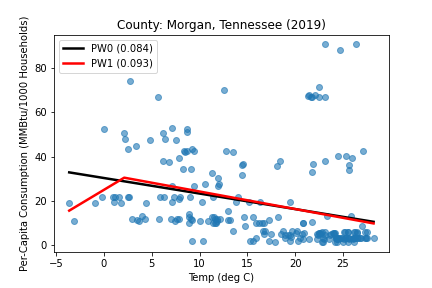 County: Morgan, Tennessee (2019)
PW0 (0.084)
PW1 (0.093)
Per-Capita Consumption (MMBtu/1000 Households)
80
60
40
20
0
−5 0 5 10 15 20 25
Temp (deg C)